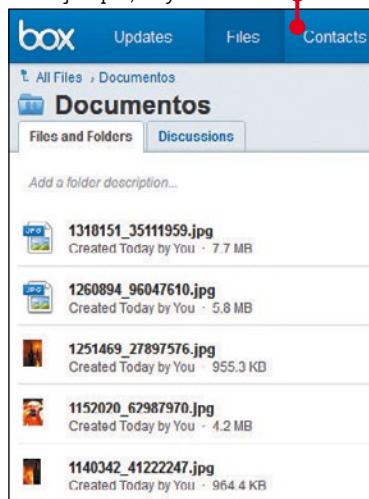 box Updates Files Contacts
All Files › Documentos
Documentos
Files and Folders Discussions
Add a folder description...
JPG 1318151_35111959.jpg
Created Today by You · 7.7 MB
JPG 1260894_96047610.jpg
Created Today by You · 5.8 MB
1251469_27897576.jpg
Created Today by You · 955.3 KB
1152020_62987970.jpg
Created Today by You · 4.2 MB
1140342_41222247.jpg
Created Today by You · 964.4 KB